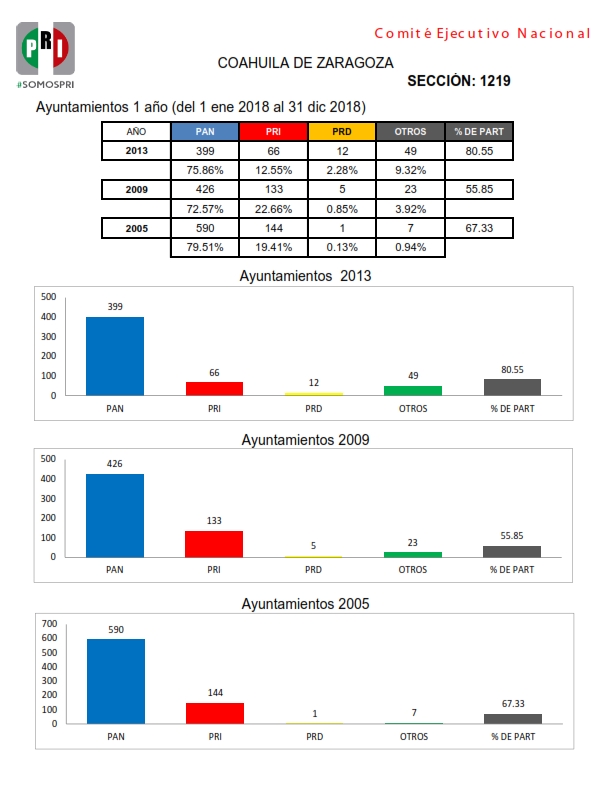 Comité Ejecutivo Nacional
PRI
#SOMOSPRI
COAHUILA DE ZARAGOZA
SECCIÓN: 1219
Ayuntamientos 1 año (del 1 ene 2018 al 31 dic 2018)
AÑO PAN PRI PRD OTROS % DE PART
2013 399 66 12 49 80.55
75.86% 12.55% 2.28% 9.32%
2009 426 133 5 23 55.85
72.57% 22.66% 0.85% 3.92%
2005 590 144 1 7 67.33
79.51% 19.41% 0.13% 0.94%
Ayuntamientos 2013
500
400
300
200
100
0
399 66 12 49 80.55
PAN PRI PRD OTROS % DE PART
Ayuntamientos 2009
500
400
300
200
100
0
426 133 5 23 55.85
PAN PRI PRD OTROS % DE PART
Ayuntamientos 2005
700
600
500
400
300
200
100
0
590 144 1 7 67.33
PAN PRI PRD OTROS % DE PART